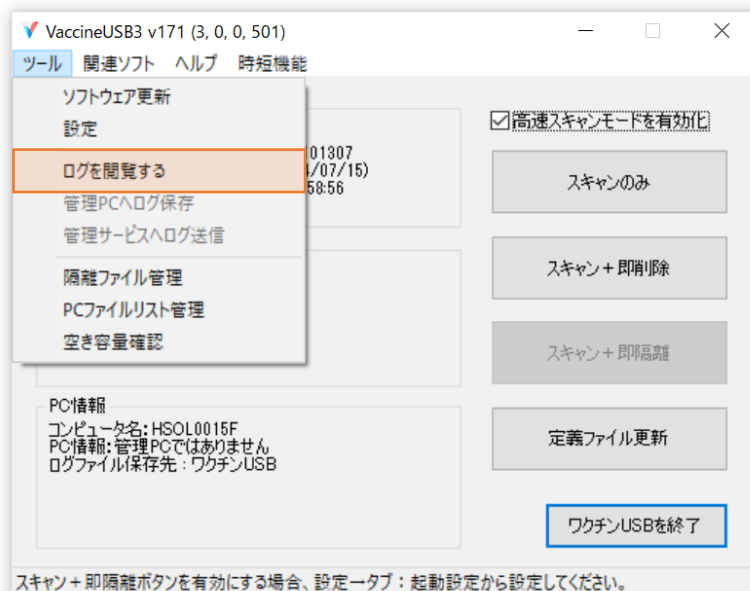 VaccineUSB3 v171 (3, 0, 0, 501)
ツール 関連ソフト ヘルプ 時短機能
ソフトウェア更新
設定
ログを閲覧する
管理PCへログ保存
管理サービスへログ送信
隔離ファイル管理
PCファイルリスト管理
空き容量確認
01307
/07/15)
58:56
高速スキャンモードを有効化
スキャンのみ
スキャン+即削除
スキャン+即隔離
定義ファイル更新
ワクチンUSBを終了
PC情報
コンピュータ名:HSOL0015F
PC情報:管理PCではありません
ログファイル保存先:ワクチンUSB
スキャン+即隔離ボタンを有効にする場合、設定→タブ:起動設定から設定してください。